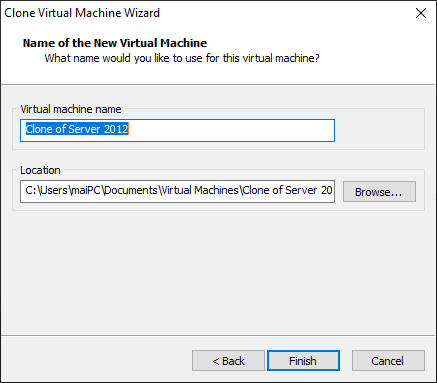 Clone Virtual Machine Wizard
Name of the New Virtual Machine
What name would you like to use for this virtual machine?
Virtual machine name
Clone of Server 2012
Location
C:\Users\maiPC\Documents\Virtual Machines\Clone of Server 20
Browse...
< Back
Finish
Cancel